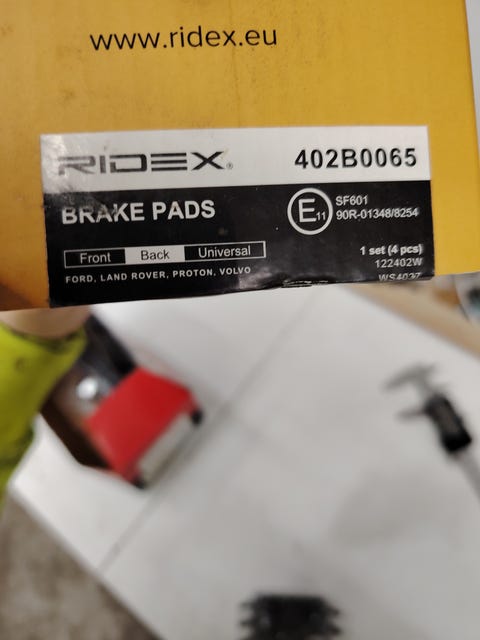 www.ridex.eu
RIDEX®
402B0065
BRAKE PADS
E11
SF601
90R-01348/8254
Front Back Universal
1 set (4 pcs)
122402W
FORD, LAND ROVER, PROTON, VOLVO